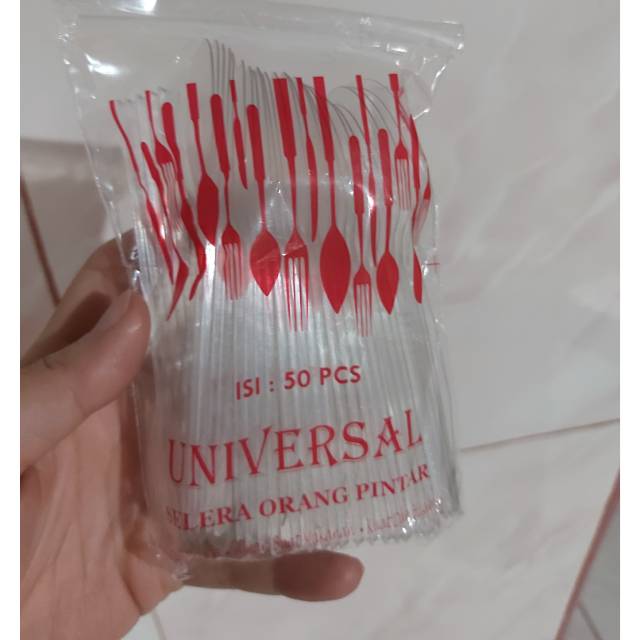 ISI : 50 PCS
UNIVERSAL
SELERA ORANG PINTAR